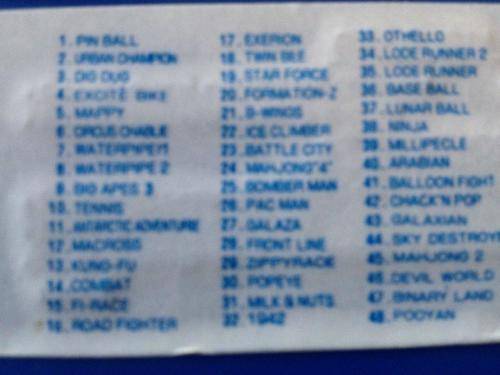 1. PIN BALL
2. URBAN CHAMPION
3. DIG DUG
4. EXCITE BIKE
5. MAPPY
6. CIRCUS CHARLIE
7. WATERPIPE 1
8. WATERPIPE 2
9. BIG APES 3
10. TENNIS
11. ANTARCTIC ADVENTURE
12. MACROSS
13. KUNG-FU
14. COMBAT
15. F1-RACE
16. ROAD FIGHTER
17. EXERION
18. TWIN BEE
19. STAR FORCE
20. FORMATION-Z
21. B-WINGS
22. ICE CLIMBER
23. BATTLE CITY
24. MAHJONG"4"
25. BOMBER MAN
26. PAC MAN
27. GALAZA
28. FRONT LINE
29. ZIPPYRACE
30. POPEYE
31. MILK & NUTS
32. 1942
33. OTHELLO
34. LODE RUNNER 2
35. LODE RUNNER
36. BASE BALL
37. LUNAR BALL
38. NINJA
39. MILLIPECLE
40. ARABIAN
41. BALLOON FIGHT
42. CHACK'N POP
43. GALAXIAN
44. SKY DESTROY
45. MAHJONG 2
46. DEVIL WORLD
47. BINARY LAND
48. POOYAN